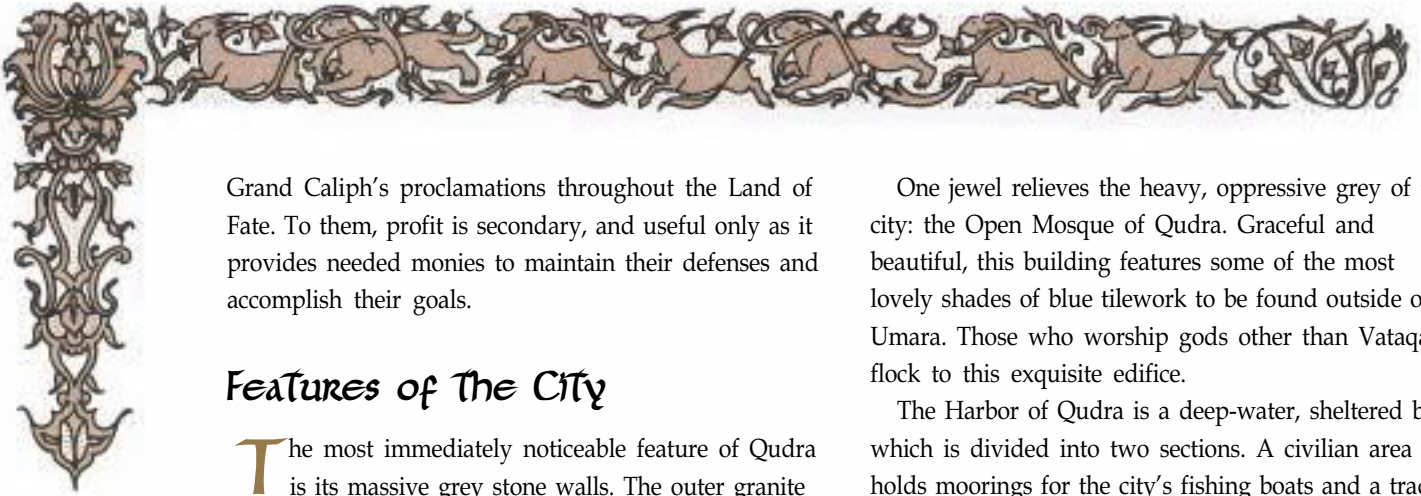 Grand Caliph's proclamations throughout the Land of
Fate. To them, profit is secondary, and useful only as it
provides needed monies to maintain their defenses and
accomplish their goals.
Features of The City
The most immediately noticeable feature of Qudra
is its massive grey stone walls. The outer granite
One jewel relieves the heavy, oppressive grey of
city: the Open Mosque of Qudra. Graceful and
beautiful, this building features some of the most
lovely shades of blue tilework to be found outside
Umara. Those who worship gods other than
flock to this exquisite edifice.
The Harbor of Qudra is a deep-water, sheltered
which is divided into two sections. A civilian area
holds moorings for the city's fishing boats and a